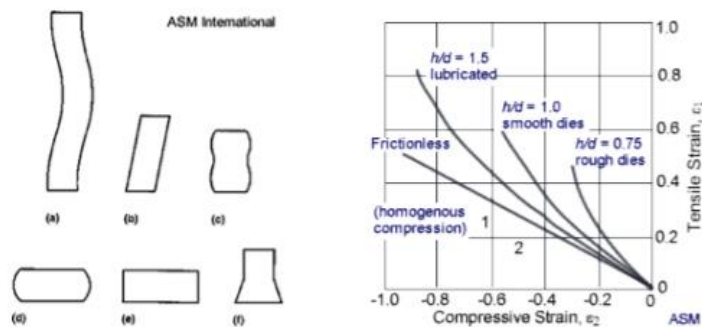 ASM International
(a)
(b)
(c)
(d)
(e)
(f)
h/d = 1.5
lubricated
h/d = 1.0
smooth dies
h/d = 0.75
rough dies
Frictionless
(homogenous
compression)
1
2
1.0
0.8
0.6
0.4
0.2
0
Tensile Strain, ε₁
-1.0 -0.8 -0.6 -0.4 -0.2 0
Compressive Strain, ε₂
ASM